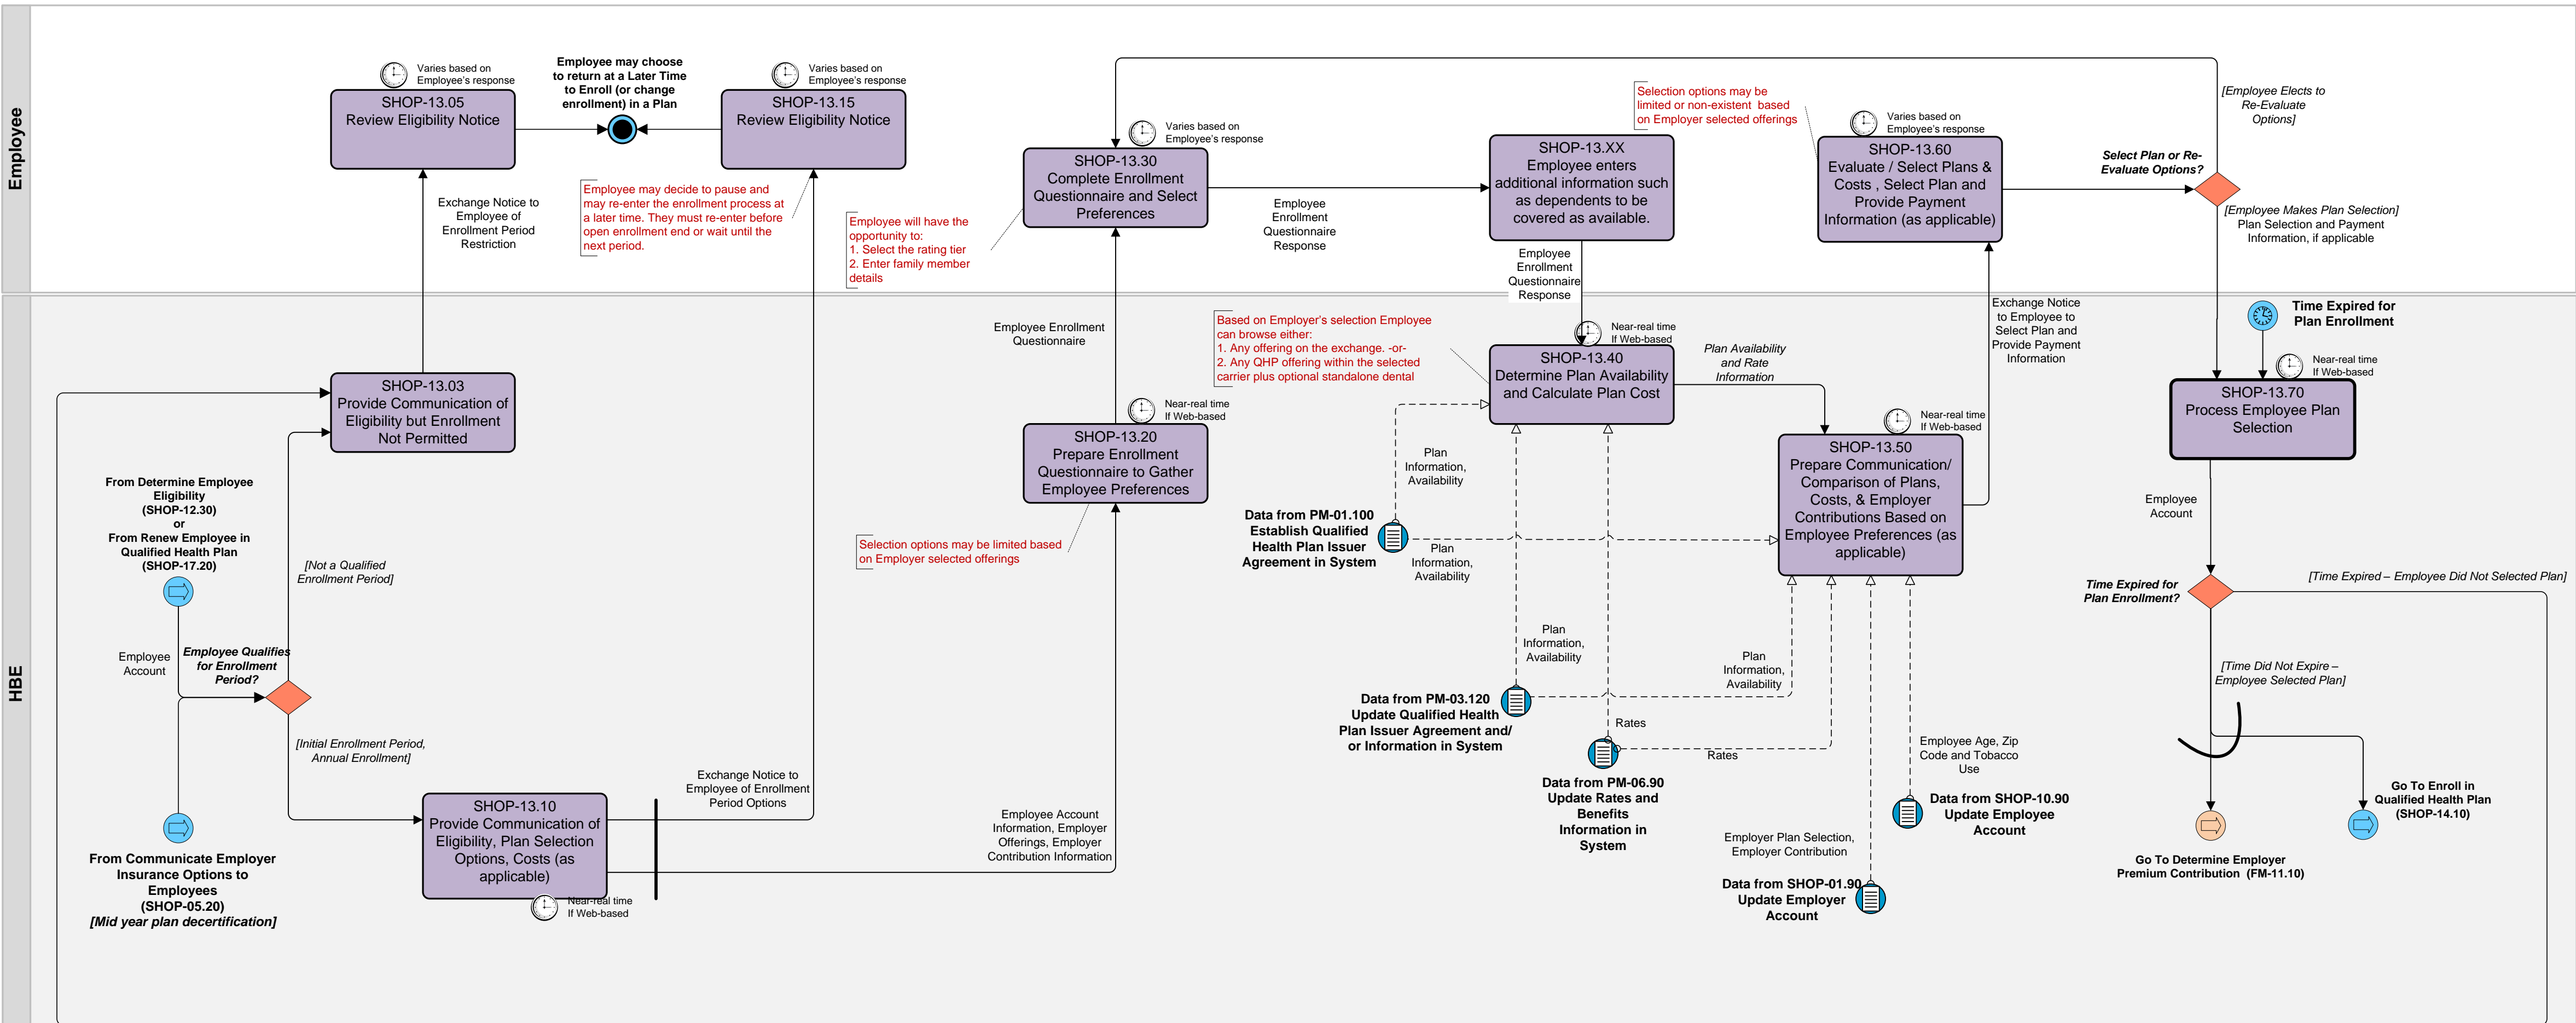 Employee
Varies based on
Employee's response
SHOP-13.05
Review Eligibility Notice
Employee may choose
to return at a Later Time
to Enroll (or change
enrollment) in a Plan
Varies based on
Employee's response
SHOP-13.15
Review Eligibility Notice
Exchange Notice to
Employee of
Enrollment Period
Restriction
Employee may decide to pause and
may re-enter the enrollment process at
a later time. They must re-enter before
open enrollment end or wait until the
next period.
Employee will have the
opportunity to:
1. Select the rating tier
2. Enter family member
details
Varies based on
Employee's response
SHOP-13.30
Complete Enrollment
Questionnaire and Select
Preferences
Employee
Enrollment
Questionnaire
Response
SHOP-13.XX
Employee enters
additional information such
as dependents to be
covered as available.
Employee
Enrollment
Questionnaire
Response
Selection options may be
limited or non-existent based
on Employer selected offerings
Varies based on
Employee's response
SHOP-13.60
Evaluate / Select Plans &
Costs , Select Plan and
Provide Payment
Information (as applicable)
[Employee Elects to
Re-Evaluate
Options]
Select Plan or Re-
Evaluate Options?
[Employee Makes Plan Selection]
Plan Selection and Payment
Information, if applicable
HBE
SHOP-13.03
Provide Communication of
Eligibility but Enrollment
Not Permitted
From Determine Employee
Eligibility
(SHOP-12.30)
or
From Renew Employee in
Qualified Health Plan
(SHOP-17.20)
[Not a Qualified
Enrollment Period]
Employee
Account
Employee Qualifies
for Enrollment
Period?
[Initial Enrollment Period,
Annual Enrollment]
From Communicate Employer
Insurance Options to
Employees
(SHOP-05.20)
[Mid year plan decertification]
SHOP-13.10
Provide Communication of
Eligibility, Plan Selection
Options, Costs (as
applicable)
Near-real time
If Web-based
Exchange Notice to
Employee of Enrollment
Period Options
Employee Account
Information, Employer
Offerings, Employer
Contribution Information
Employee Enrollment
Questionnaire
Near-real time
If Web-based
SHOP-13.20
Prepare Enrollment
Questionnaire to Gather
Employee Preferences
Selection options may be limited based
on Employer selected offerings
Based on Employer's selection Employee
can browse either:
1. Any offering on the exchange. -or-
2. Any QHP offering within the selected
carrier plus optional standalone dental
Near-real time
If Web-based
SHOP-13.40
Determine Plan Availability
and Calculate Plan Cost
Plan Availability
and Rate
Information
Plan
Information,
Availability
Data from PM-01.100
Establish Qualified
Health Plan Issuer
Agreement in System
Plan
Information,
Availability
Near-real time
If Web-based
SHOP-13.50
Prepare Communication/
Comparison of Plans,
Costs, & Employer
Contributions Based on
Employee Preferences (as
applicable)
Exchange Notice
to Employee to
Select Plan and
Provide Payment
Information
Plan
Information,
Availability
Plan
Information,
Availability
Data from PM-03.120
Update Qualified Health
Plan Issuer Agreement and/
or Information in System
Rates
Rates
Data from PM-06.90
Update Rates and
Benefits
Information in
System
Employer Plan Selection,
Employer Contribution
Data from SHOP-01.90
Update Employer
Account
Employee Age, Zip
Code and Tobacco
Use
Data from SHOP-10.90
Update Employee
Account
Time Expired for
Plan Enrollment
Near-real time
If Web-based
SHOP-13.70
Process Employee Plan
Selection
Employee
Account
Time Expired for
Plan Enrollment?
[Time Expired – Employee Did Not Selected Plan]
[Time Did Not Expire –
Employee Selected Plan]
Go To Determine Employer
Premium Contribution (FM-11.10)
Go To Enroll in
Qualified Health Plan
(SHOP-14.10)